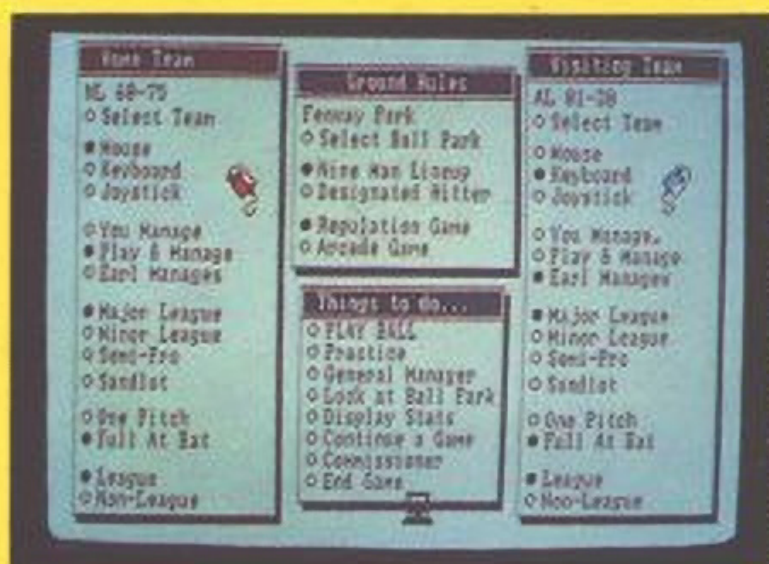 Home Team
NL 60-75
Select Team
Mouse
Keyboard
Joystick
You Manage
Play & Manage
Earl Manages
Major League
Minor League
Semi-Pro
Sandlot
One Pitch
Full At Bat
League
Non-League
Ground Rules
Fenway Park
Select Ball Park
Nine Man Lineup
Designated Hitter
Regulation Game
Arcade Game
Things to do...
PLAY BALL
Practice
General Manager
Look at Ball Park
Display Stats
Continue a Game
Commissioner
End Game
Visiting Team
AL
Select Team
Mouse
Keyboard
Joystick
You Manage
Play & Manage
Earl Manages
Major League
Minor League
Semi-Pro
Sandlot
One Pitch
Full At Bat
League
Non-League